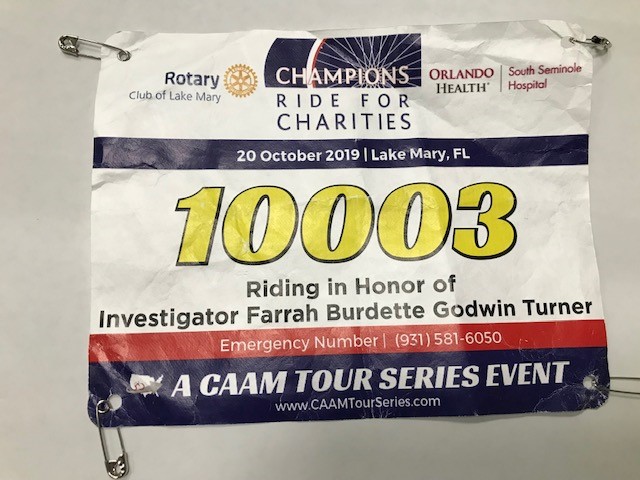 Rotary
Club of Lake Mary
CHAMPIONS
RIDE FOR
CHARITIES
ORLANDO
HEALTH®
South Seminole
Hospital
20 October 2019 | Lake Mary, FL
10003
Riding in Honor of
Investigator Farrah Burdette Godwin Turner
Emergency Number | (931) 581-6050
A CAAM TOUR SERIES EVENT
www.CAAMTourSeries.com